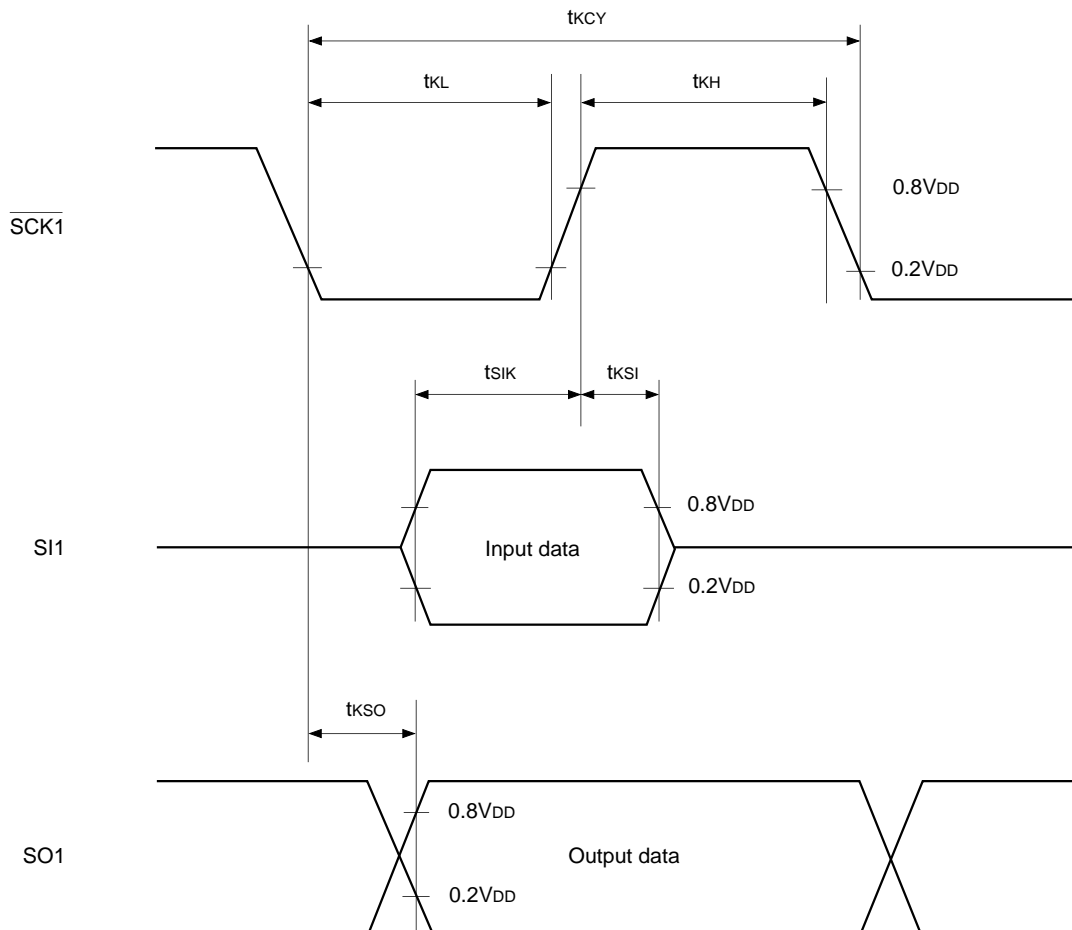 tKCY
tKL
tKH
SCK1
0.8VDD
0.2VDD
tSIK
tKSI
SI1
Input data
0.8VDD
0.2VDD
tKSO
SO1
0.8VDD
Output data
0.2VDD